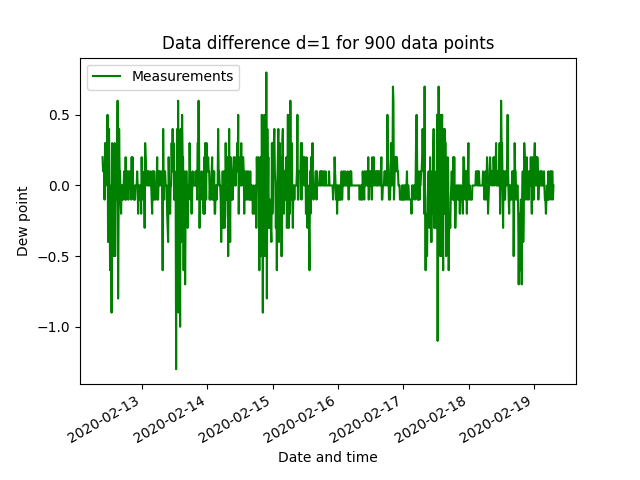 Data difference d=1 for 900 data points
Measurements
Dew point
0.5
0.0
−0.5
−1.0
2020-02-13
2020-02-14
2020-02-15
2020-02-16
2020-02-17
2020-02-18
2020-02-19
Date and time